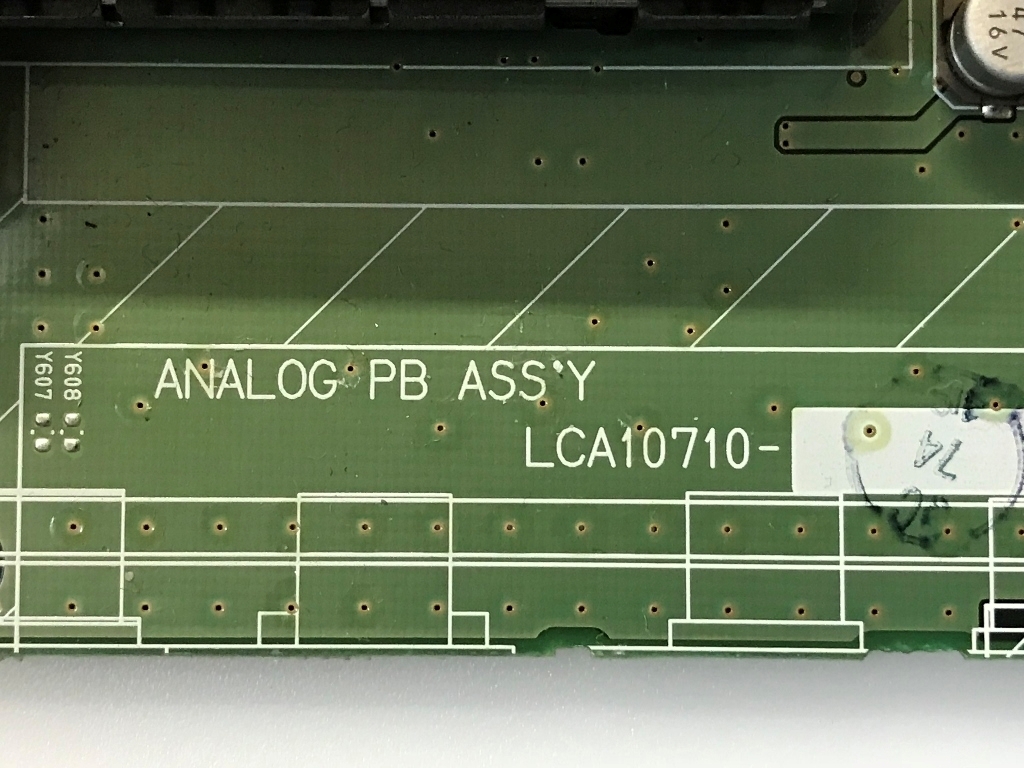 47
16V
Y607
Y608
ANALOG PB ASS'Y
LCA10710-
74